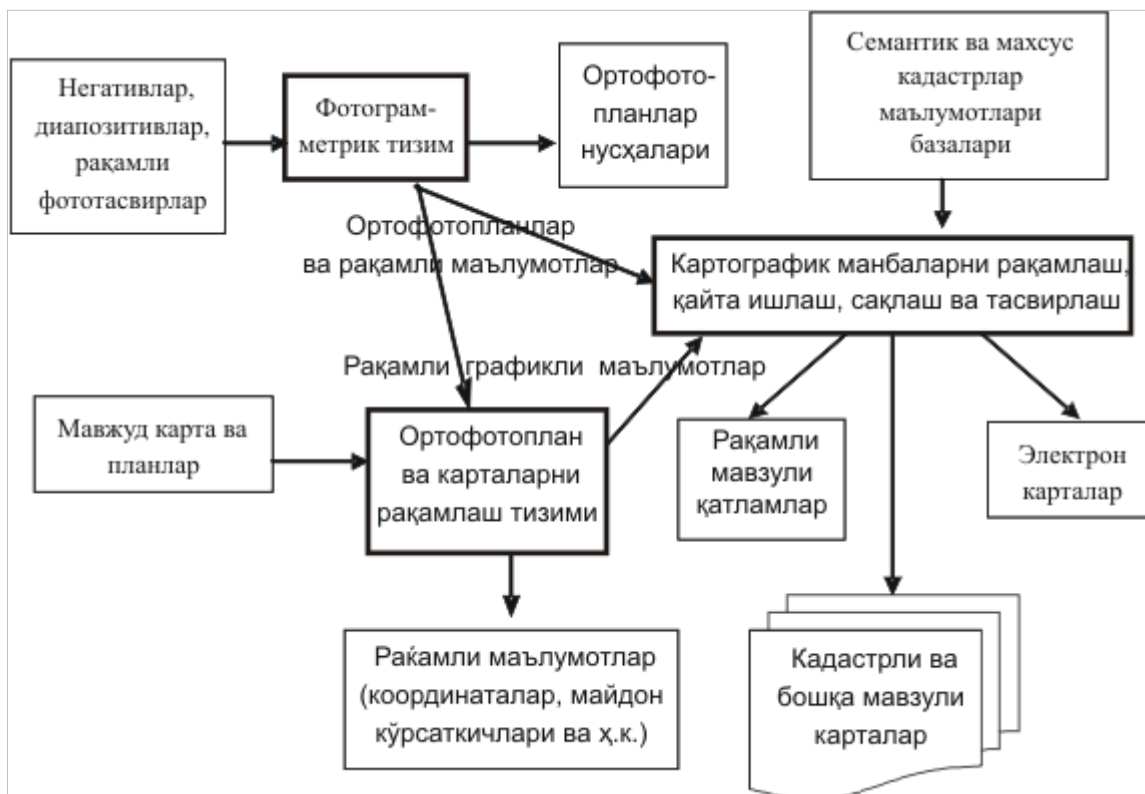 Негативлар,
диапозитивлар,
рақамли
фототасвирлар
Фотограм-
метрик тизим
Ортофото-
планлар
нусҳалари
Семантик ва махсус
кадастрлар
маълумотлари
базалари
Ортофотопланлар
ва рақамли маълумотлар
Картографик манбаларни рақамлаш,
қайта ишлаш, сақлаш ва тасвирлаш
Рақамли графикли маълумотлар
Мавжуд карта ва
планлар
Ортофотоплан
ва карталарни
рақамлаш тизими
Рақамли
мавзули
қатламлар
Электрон
карталар
Раќамли маълумотлар
(координаталар, майдон
кўрсаткичлари ва ҳ.к.)
Кадастрли ва
бошқа мавзули
карталар